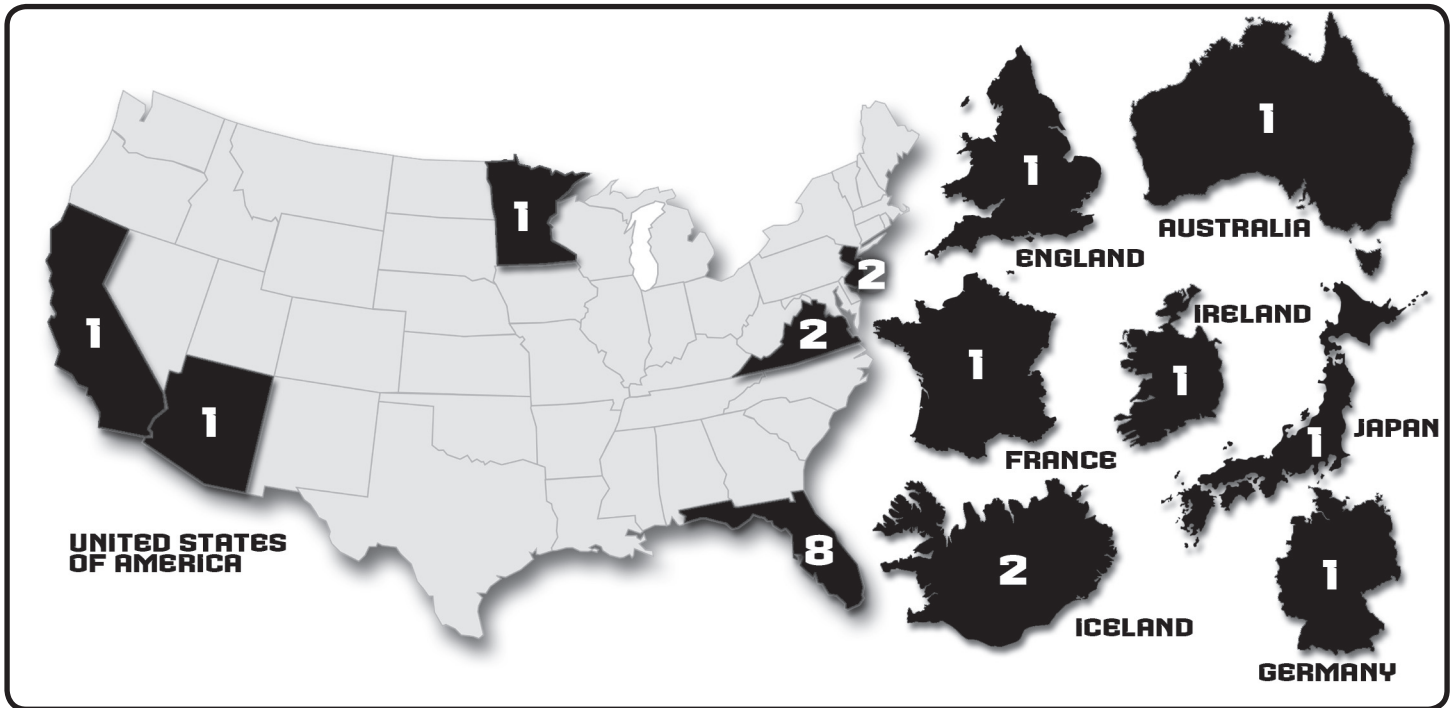 1
1
1
2
2
8
UNITED STATES
OF AMERICA
1
ENGLAND
1
AUSTRALIA
1
FRANCE
1
IRELAND
1
JAPAN
2
ICELAND
1
GERMANY